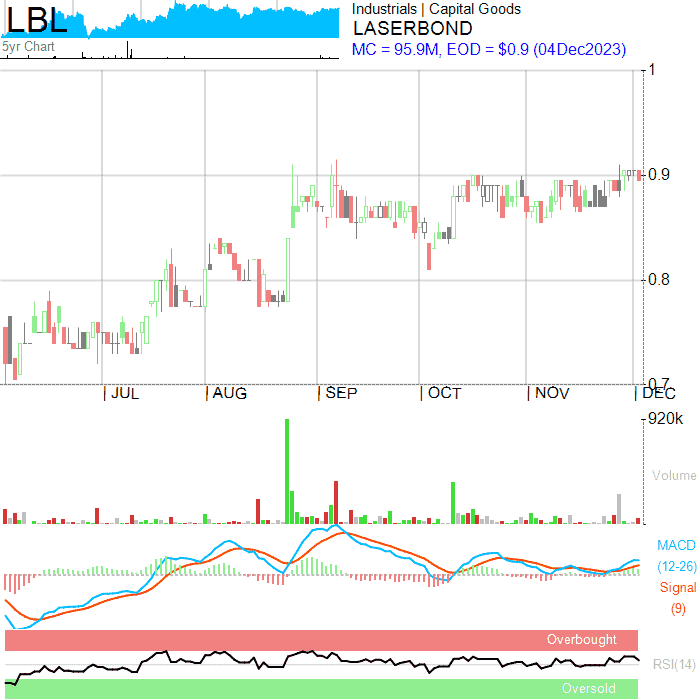 LBL
5yr Chart
Industrials | Capital Goods
LASERBOND
MC = 95.9M, EOD = $0.9 (04Dec2023)
1
0.9
0.8
0.7
JUL AUG SEP OCT NOV DEC
920k
Volume
MACD
(12-26)
Signal
(9)
Overbought
RSI(14)
Oversold